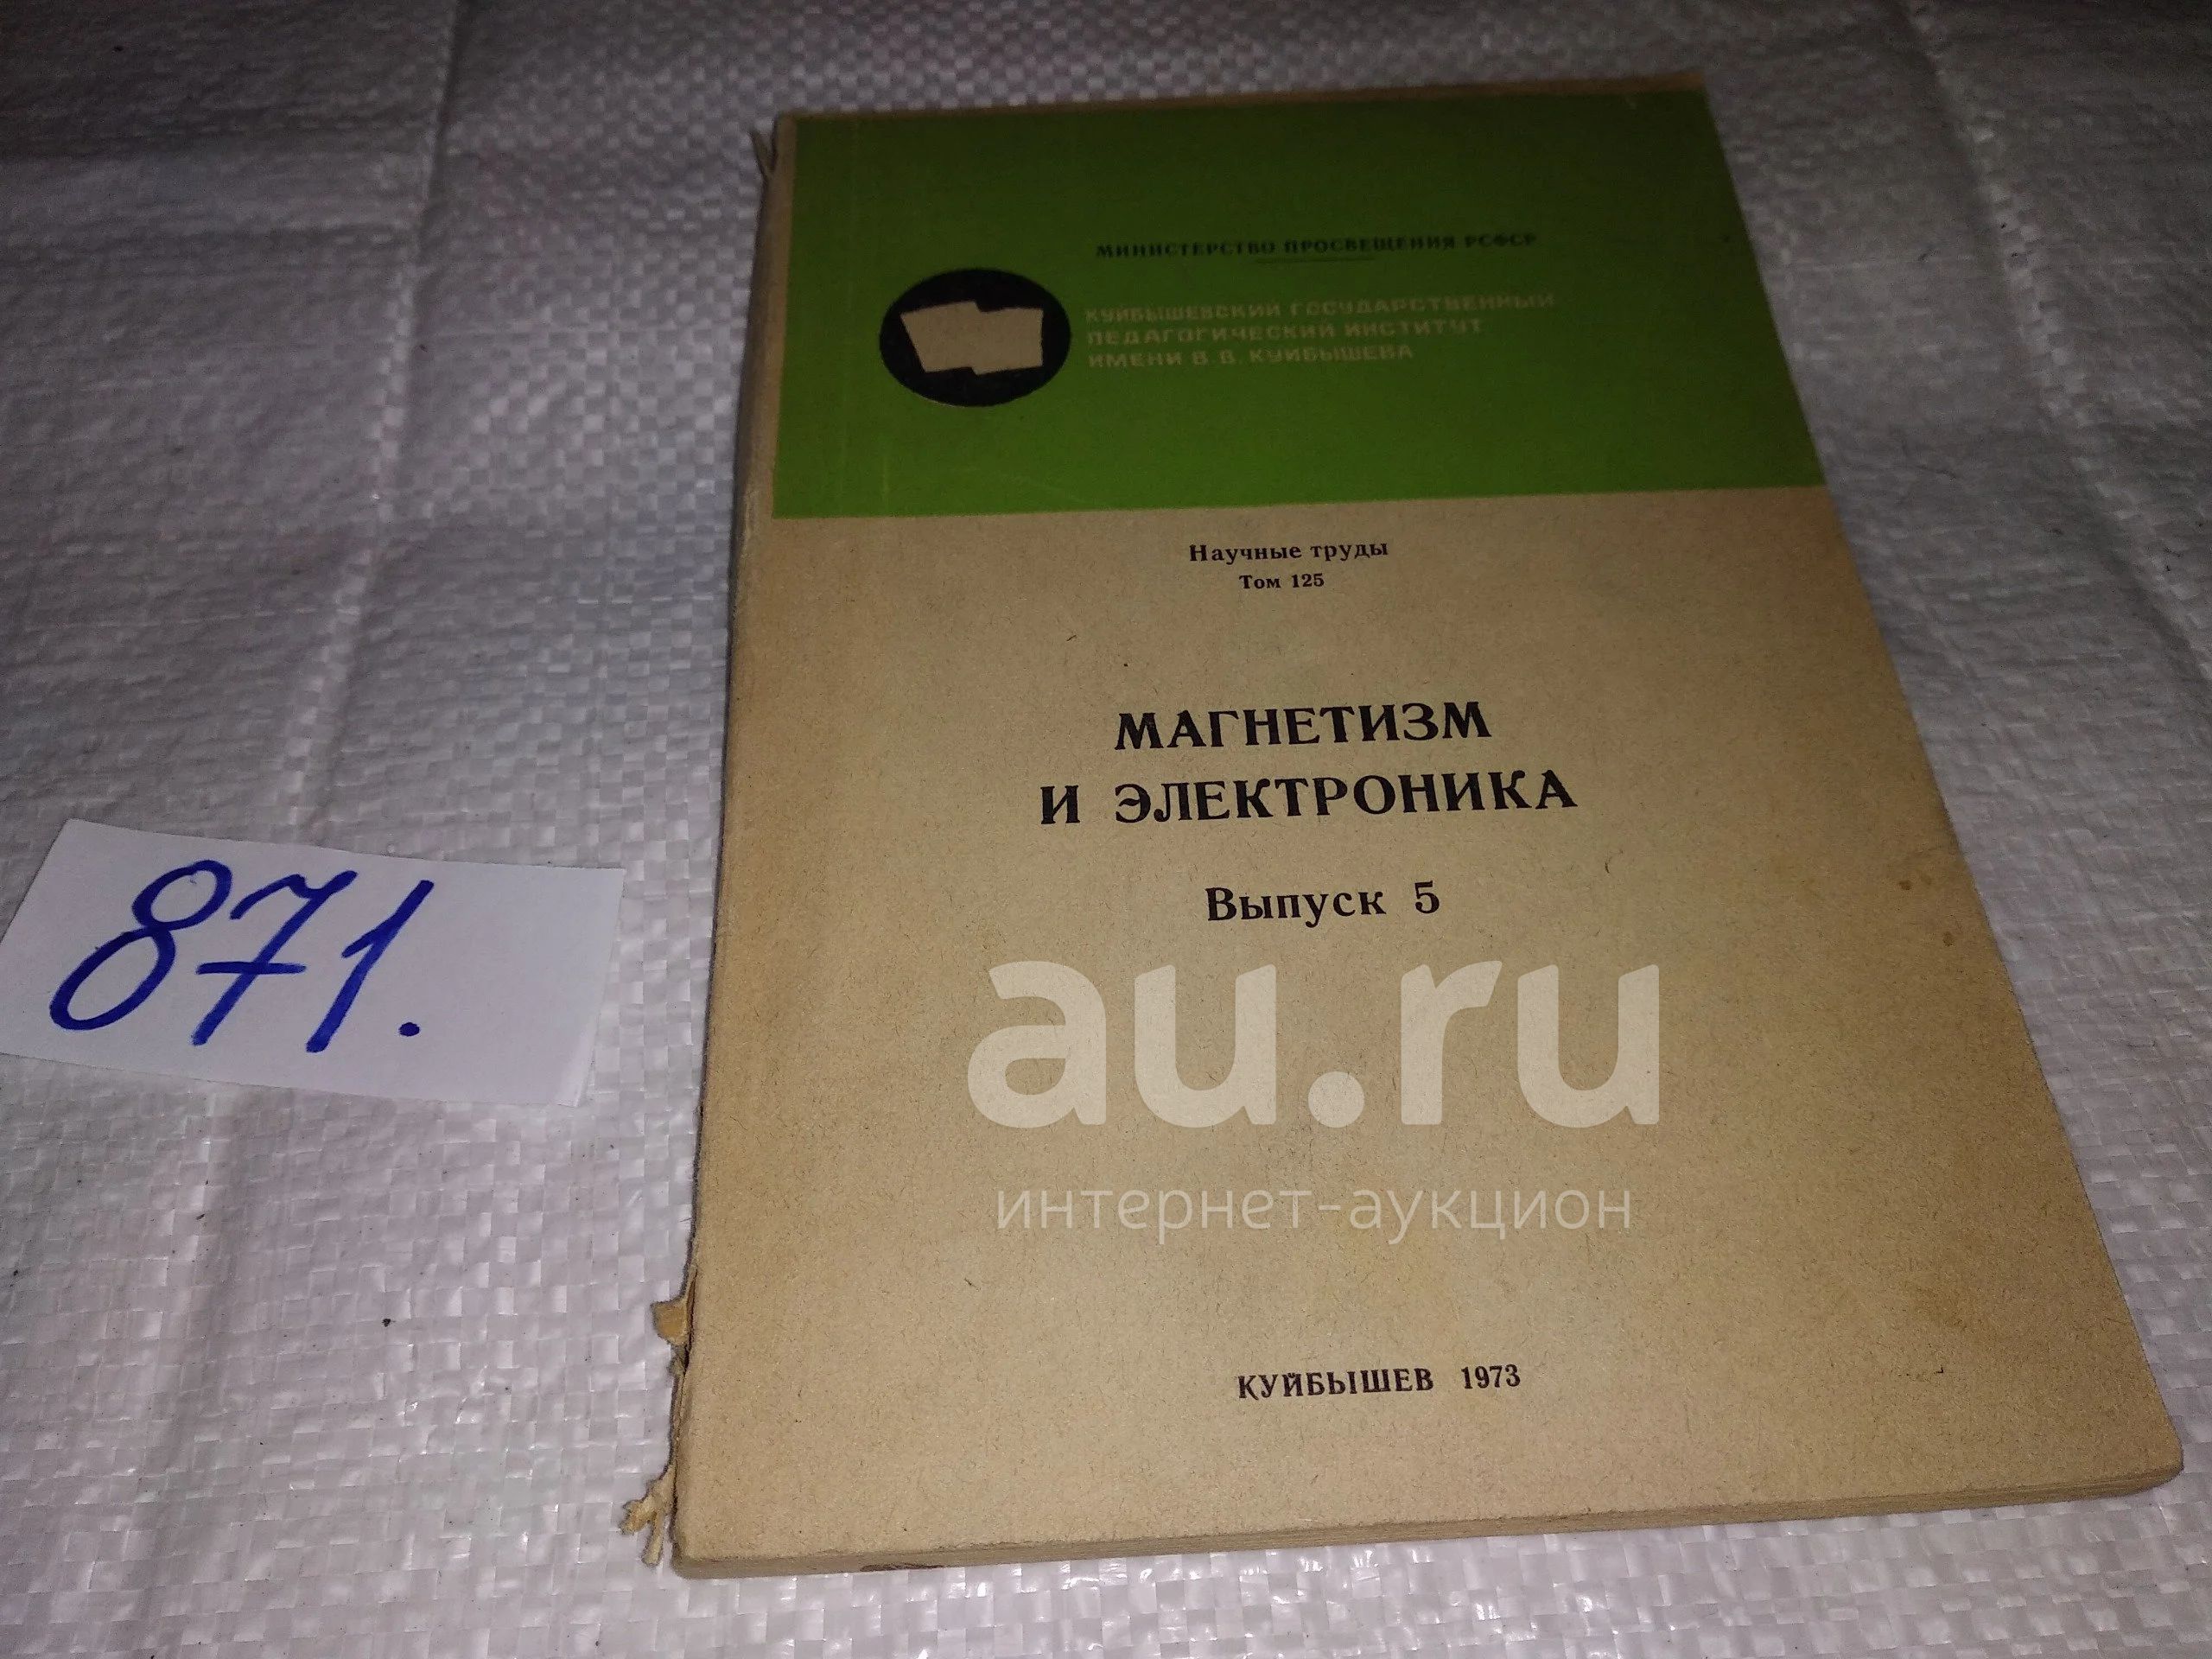 МИНИСТЕРСТВО ПРОСВЕЩЕНИЯ РСФСР
КУЙБЫШЕВСКИЙ ГОСУДАРСТВЕННЫЙ
ПЕДАГОГИЧЕСКИЙ ИНСТИТУТ
ИМЕНИ В. В. КУЙБЫШЕВА
Научные труды
Том 125
МАГНЕТИЗМ
И ЭЛЕКТРОНИКА
Выпуск 5
871.
au.ru
интернет-аукцион
КУЙБЫШЕВ 1973